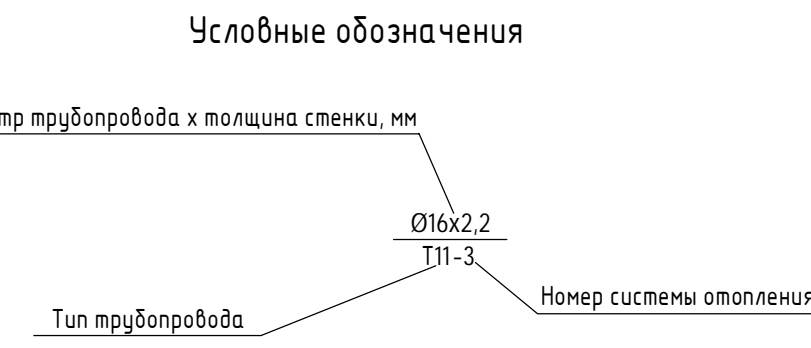 Условные обозначения
тр трубопровода х толщина стенки, мм
Ø16х2,2
Т11-3
Номер системы отопления
Тип трубопровода